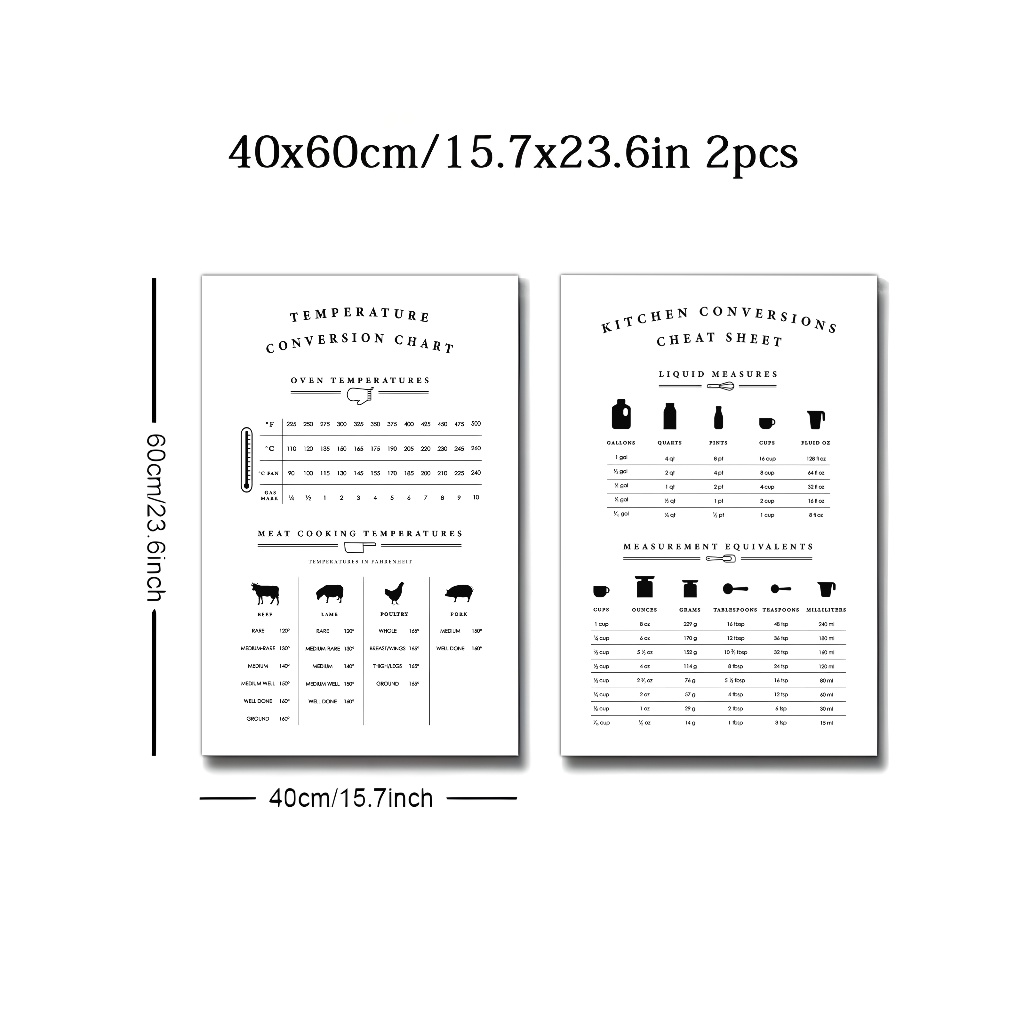 40x60cm/15.7x23.6in 2pcs
60cm/23.6inch
TEMPERATURE
CONVERSION CHART
OVEN TEMPERATURES
°F 225 250 275 300 325 350 375 400 425 450 475 500
°C 110 120 135 150 165 175 190 200 220 230 245 260
°C FAN 90 100 115 130 145 155 170 185 200 210 225 240
GAS
MARK ¼ ½ 1 2 3 4 5 6 7 8 9 10
MEAT COOKING TEMPERATURES
TEMPERATURES IN FAHRENHEIT
BEEF LAMB POULTRY PORK
RARE 120° RARE 120° WHOLE 165° MEDIUM 150°
MEDIUM-RARE 130° MEDIUM RARE 130° BREAST/WINGS 165° WELL DONE 160°
MEDIUM 140° MEDIUM 140° THIGH/LEGS 165°
MEDIUM WELL 150° MEDIUM WELL 150° GROUND 165°
WELL DONE 160° WELL DONE 160°
GROUND 160°
40cm/15.7inch
KITCHEN CONVERSIONS
CHEAT SHEET
LIQUID MEASURES
GALLONS QUARTS PINTS CUPS FLUID OZ
1 gal 4 qt 8 pt 16 cup 128 fl oz
½ gal 2 qt 4 pt 8 cup 64 fl oz
gal 1 qt 2 pt 4 cup 32 fl oz
gal ½ qt 1 pt 2 cup 16 fl oz
gal ¼ qt ½ pt 1 cup 8 fl oz
MEASUREMENT EQUIVALENTS
CUPS OUNCES GRAMS TABLESPOONS TEASPOONS MILLILITERS
1 cup 8 oz 229 g 16 tbsp 48 tsp 240 ml
¾ cup 6 oz 170 g 12 tbsp 36 tsp 180 ml
⅔ cup 5 ⅓ oz 152 g 10 ⅔ tbsp 32 tsp 160 ml
½ cup 4 oz 114 g 8 tbsp 24 tsp 120 ml
⅓ cup 2 ⅔ oz 76 g 5 ⅓ tbsp 16 tsp 80 ml
¼ cup 2 oz 57 g 4 tbsp 12 tsp 60 ml
cup 1 oz 29 g 2 tbsp 6 tsp 30 ml
cup ½ oz 14 g 1 tbsp 3 tsp 15 ml